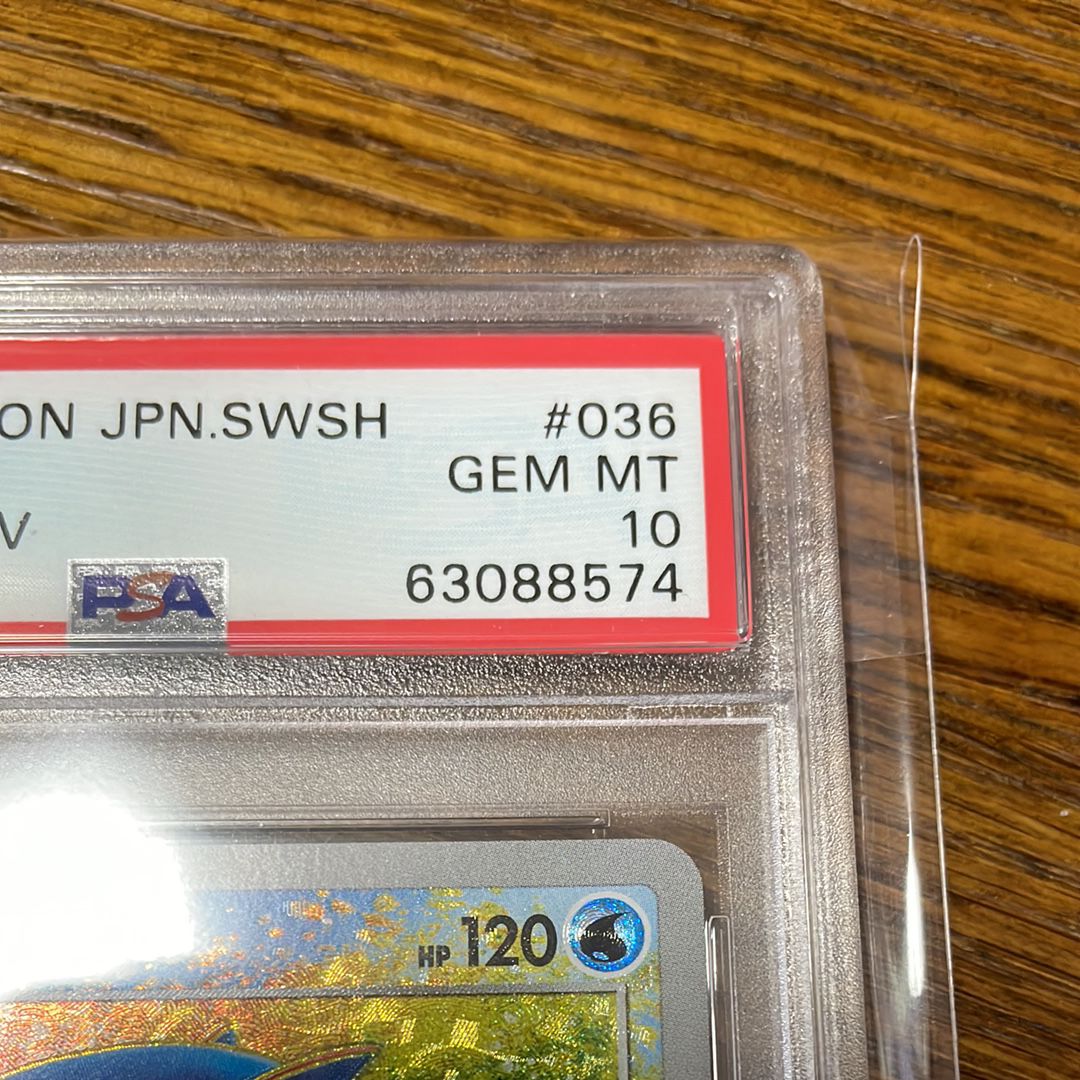 ON JPN.SWSH #036
GEM MT
V 10
PSA 63088574
HP 120